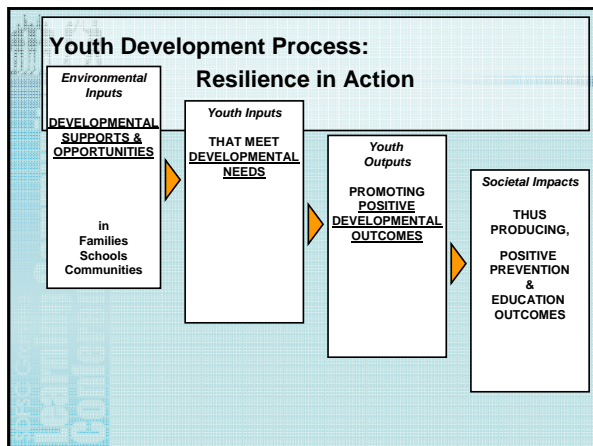 Youth Development Process:
Resilience in Action
Environmental
Inputs
DEVELOPMENTAL
SUPPORTS &
OPPORTUNITIES
in
Families
Schools
Communities
Youth Inputs
THAT MEET
DEVELOPMENTAL
NEEDS
Youth
Outputs
PROMOTING
POSITIVE
DEVELOPMENTAL
OUTCOMES
Societal Impacts
THUS
PRODUCING,
POSITIVE
PREVENTION
&
EDUCATION
OUTCOMES